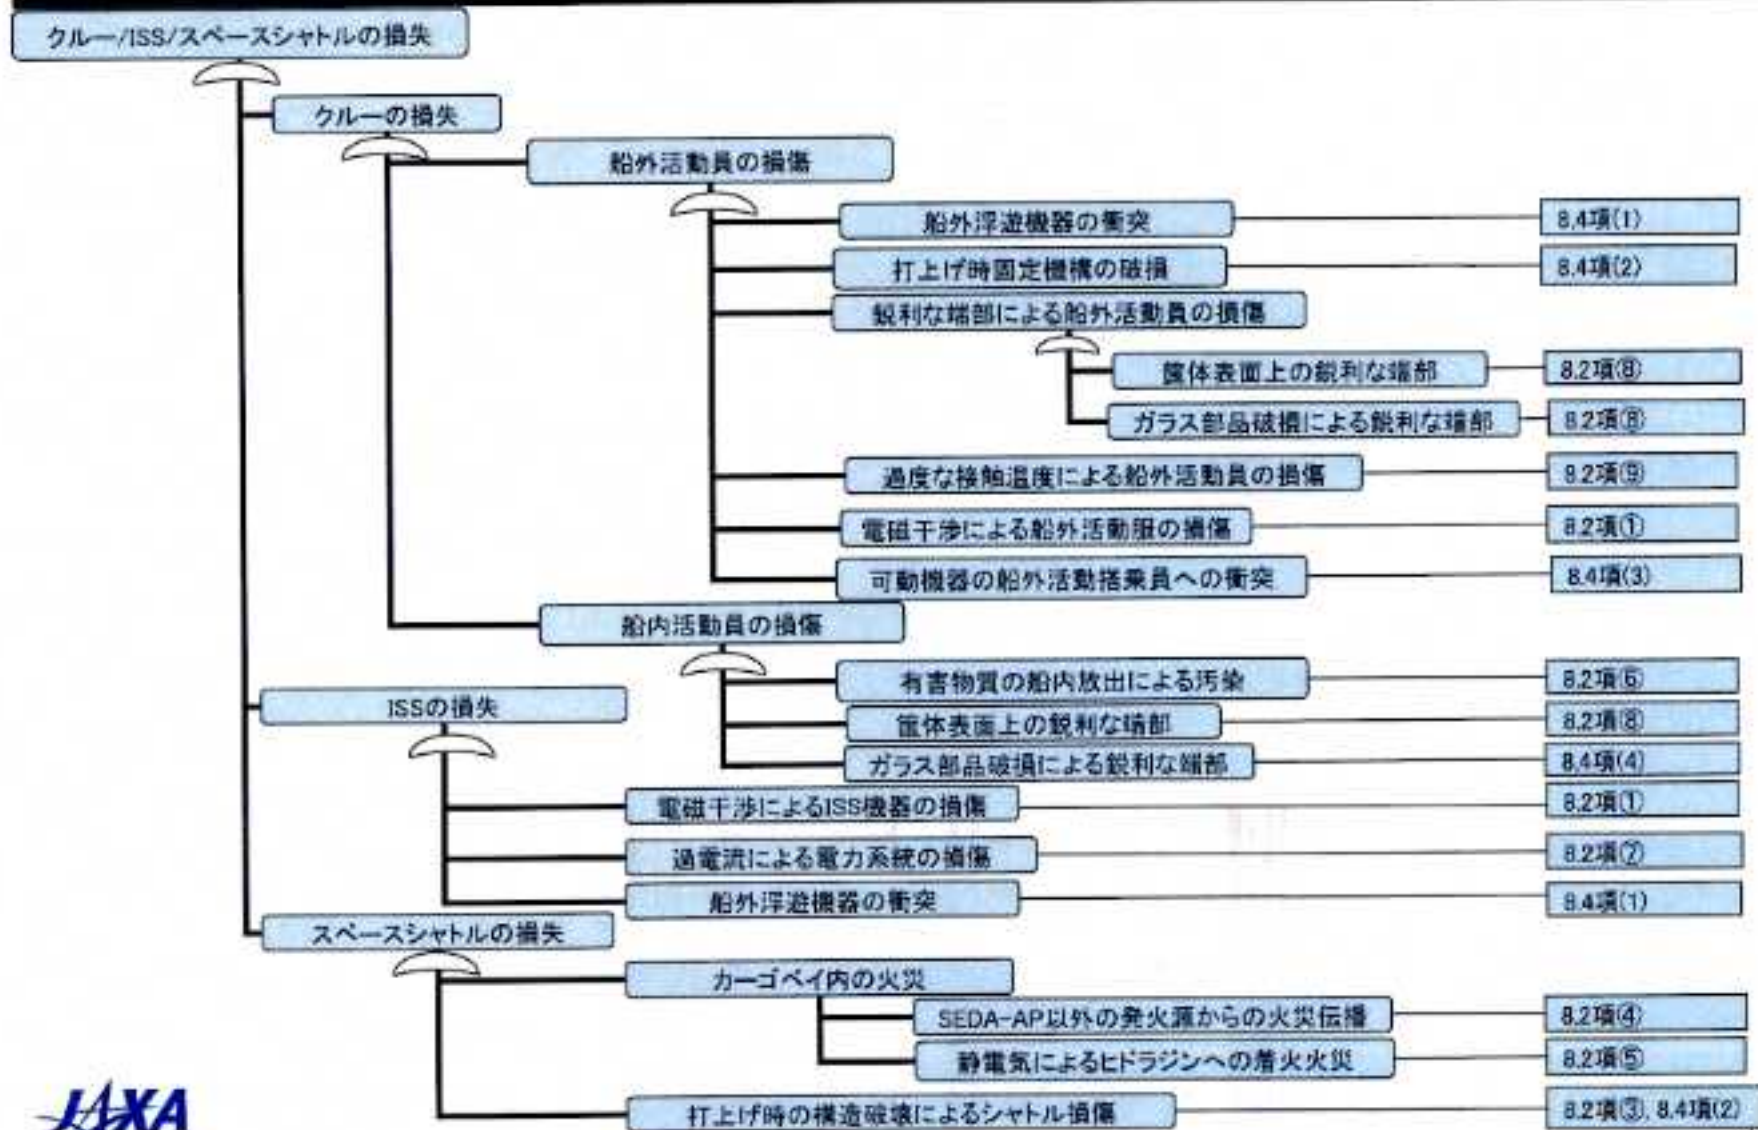 クルー/ISS/スペースシャトルの損失
クルーの損失
船外活動員の損傷
船外浮遊機器の衝突
8.4項(1)
打上げ時固定機構の破損
8.4項(2)
鋭利な端部による船外活動員の損傷
筐体表面上の鋭利な端部
8.2項⑧
ガラス部品破損による鋭利な端部
8.2項⑧
過度な接触温度による船外活動員の損傷
8.2項⑨
電磁干渉による船外活動服の損傷
8.2項①
可動機器の船外活動搭乗員への衝突
8.4項(3)
船内活動員の損傷
有害物質の船内放出による汚染
8.2項⑥
筐体表面上の鋭利な端部
8.2項⑧
ガラス部品破損による鋭利な端部
8.4項(4)
ISSの損失
電磁干渉によるISS機器の損傷
8.2項①
過電流による電力系統の損傷
8.2項⑦
船外浮遊機器の衝突
8.4項(1)
スペースシャトルの損失
カーゴベイ内の火災
SEDA-AP以外の発火源からの火災伝播
8.2項④
静電気によるヒドラジンへの着火火災
8.2項⑤
打上げ時の構造破壊によるシャトル損傷
8.2項③, 8.4項(2)
JAXA